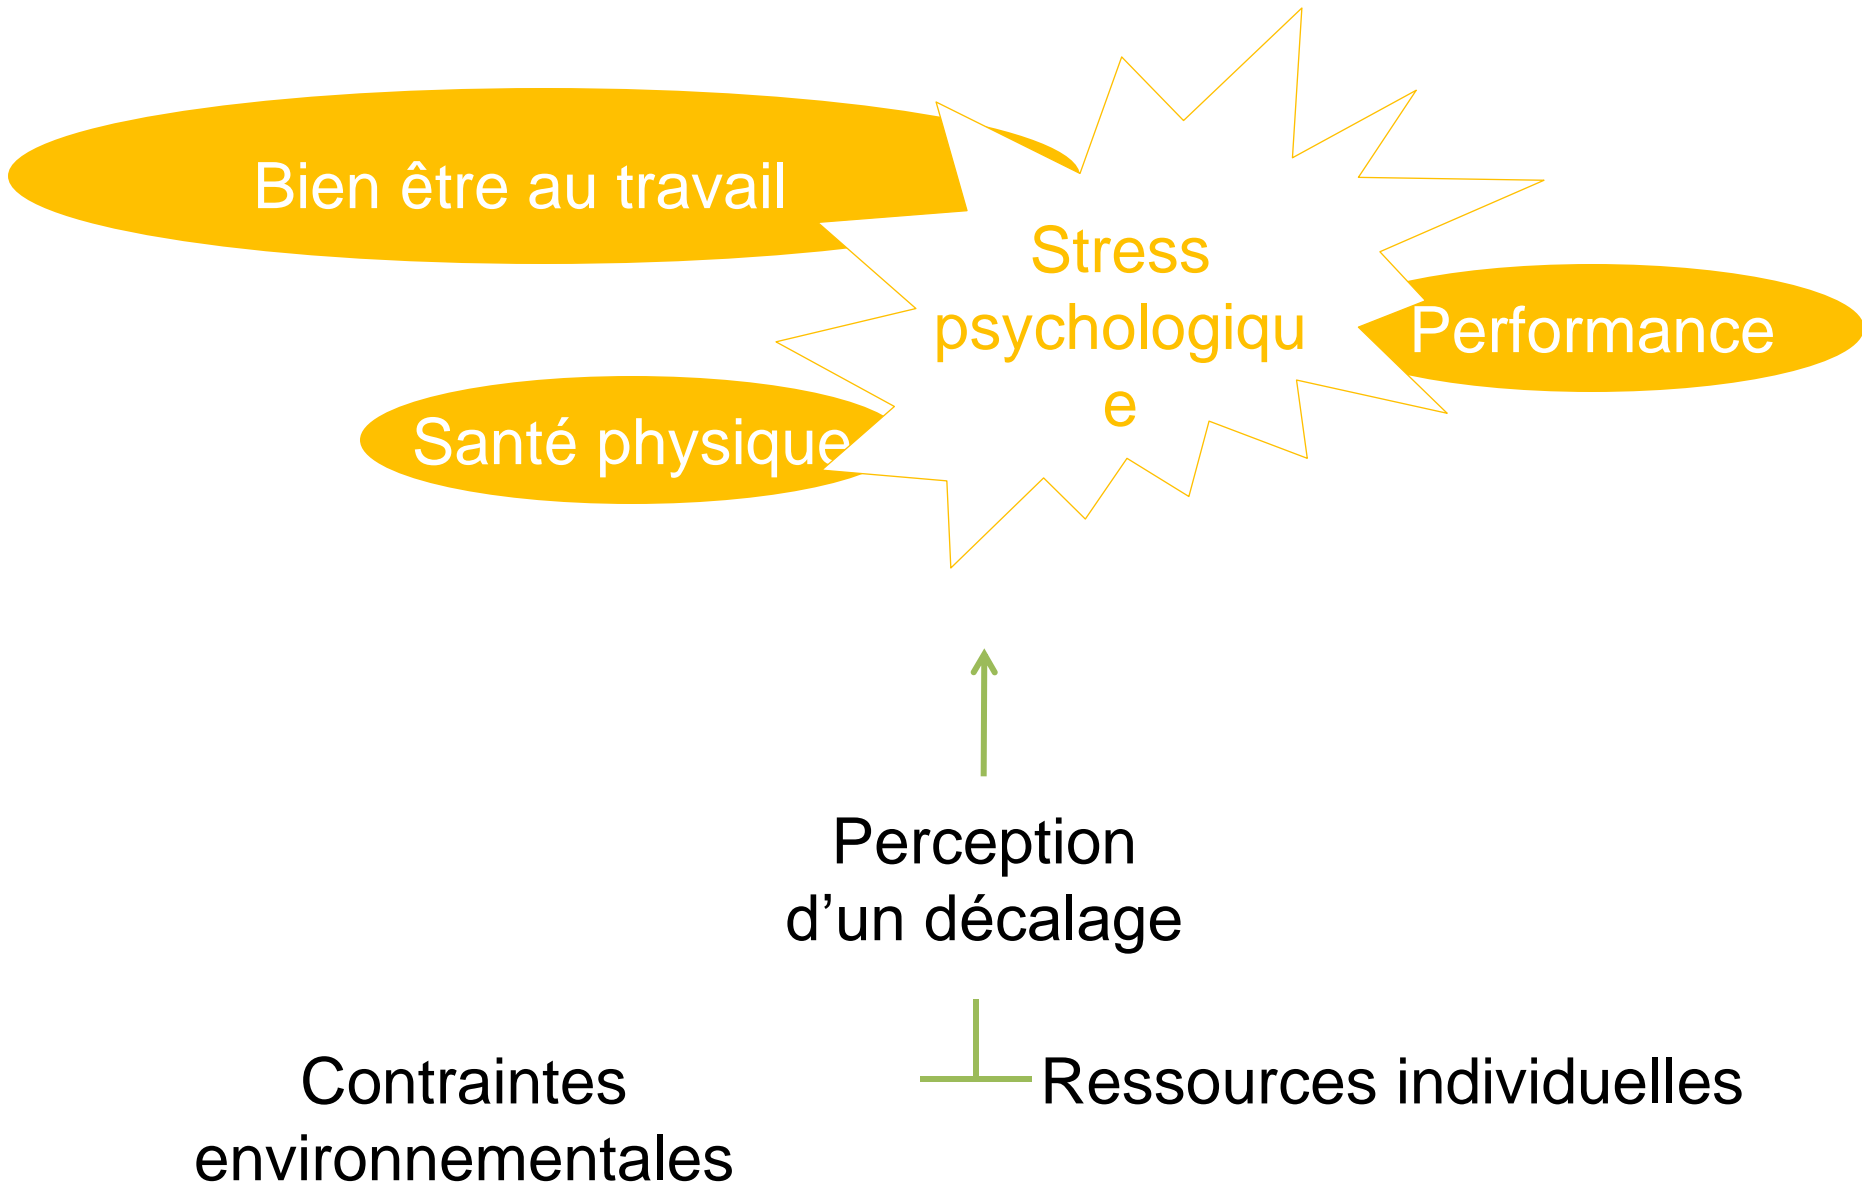 Bien être au travail
Stress
psychologiqu
e
Performance
Santé physique
Perception
d’un décalage
Contraintes
environnementales
Ressources individuelles